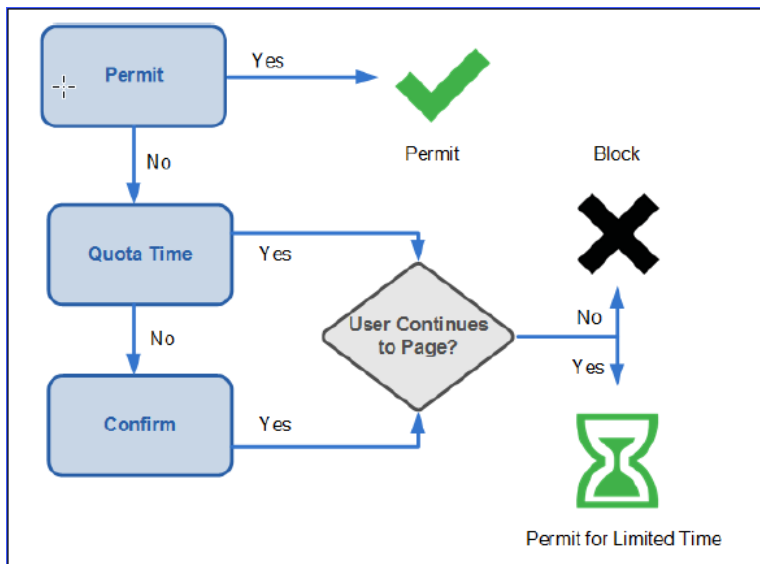 Permit
Yes
Permit
Block
No
Quota Time
Yes
User Continues
to Page?
No
Yes
No
Confirm
Yes
Permit for Limited Time